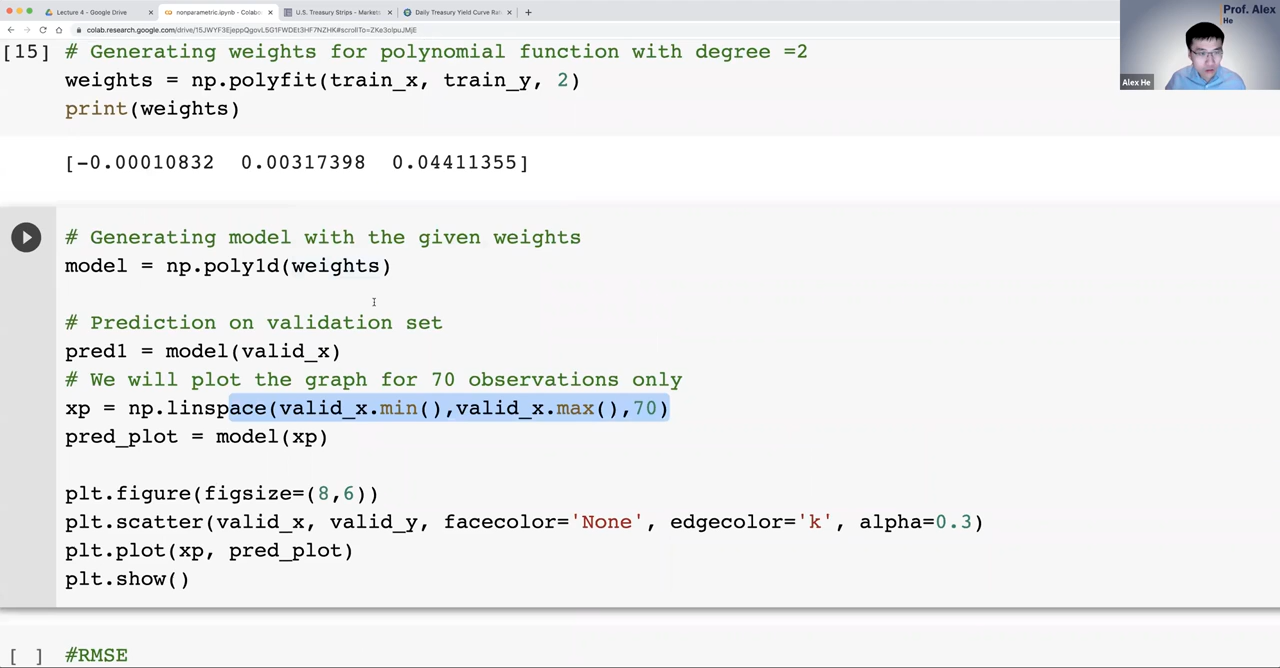 Lecture 4 - Google Drive
nonparametric.ipynb - Colabor
U.S. Treasury Strips - Markets
Daily Treasury Yield Curve Rat
Prof. Alex
He
Alex He
[15] # Generating weights for polynomial function with degree =2
weights = np.polyfit(train_x, train_y, 2)
print(weights)
[-0.00010832 0.00317398 0.04411355]
# Generating model with the given weights
model = np.poly1d(weights)
# Prediction on validation set
pred1 = model(valid_x)
# We will plot the graph for 70 observations only
xp = np.linspace(valid_x.min(),valid_x.max(),70)
pred_plot = model(xp)
plt.figure(figsize=(8,6))
plt.scatter(valid_x, valid_y, facecolor='None', edgecolor='k', alpha=0.3)
plt.plot(xp, pred_plot)
plt.show()
[ ] #RMSE